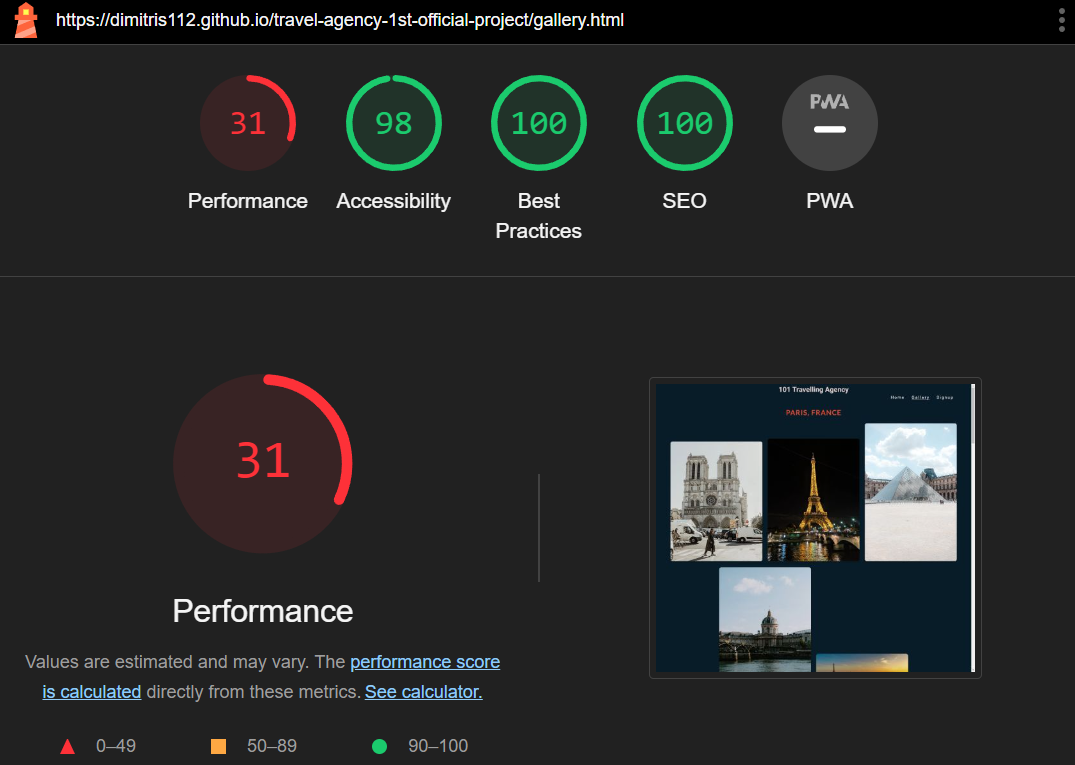 https://dimitris112.github.io/travel-agency-1st-official-project/gallery.html
31
98
100
100
PWA
Performance
Accessibility
Best
Practices
SEO
PWA
31
Performance
Values are estimated and may vary. The performance score
is calculated directly from these metrics. See calculator.
0–49
50–89
90–100
101 Travelling Agency
Home Gallery Signup
PARIS, FRANCE